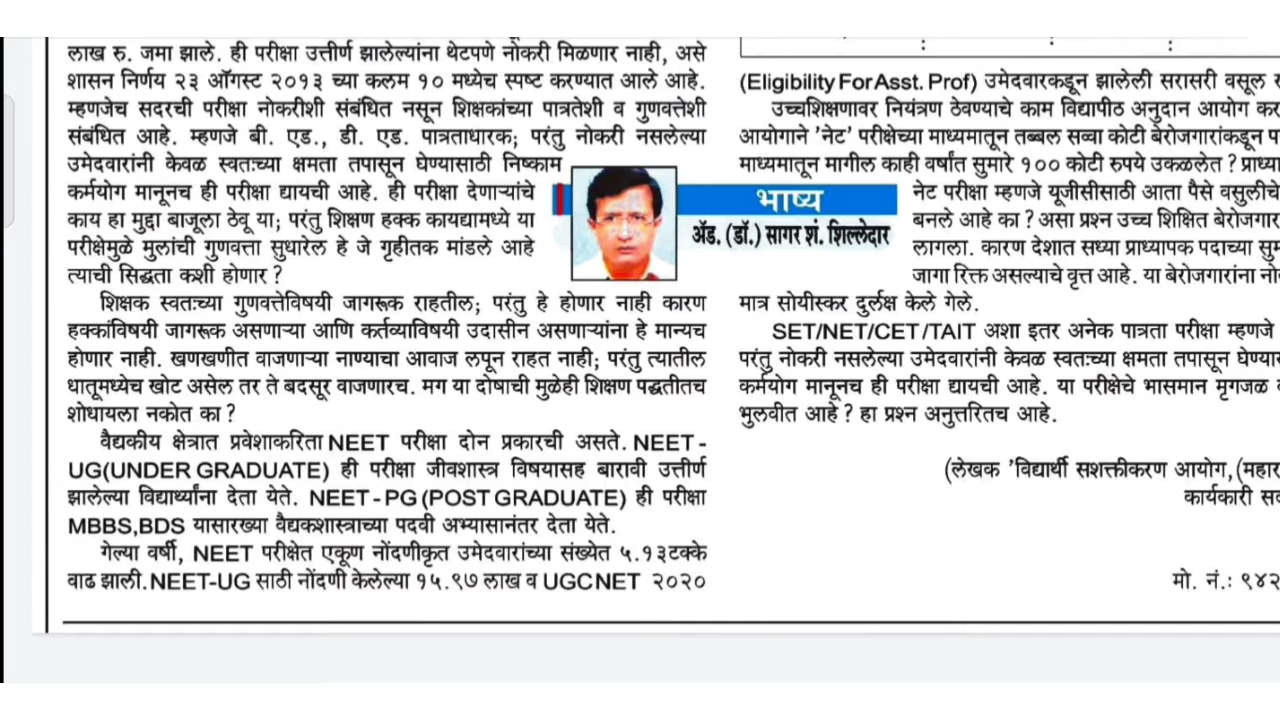 लाख रु. जमा झाले. ही परीक्षा उत्तीर्ण झालेल्यांना थेटपणे नोकरी मिळणार नाही, असे
शासन निर्णय २३ ऑगस्ट २०१३ च्या कलम १० मध्येच स्पष्ट करण्यात आले आहे.
म्हणजेच सदरची परीक्षा नोकरीशी संबंधित नसून शिक्षकांच्या पात्रतेशी व गुणवत्तेशी
संबंधित आहे. म्हणजे बी. एड., डी. एड. पात्रताधारक; परंतु नोकरी नसलेल्या
उमेदवारांनी केवळ स्वतःच्या क्षमता तपासून घेण्यासाठी निष्काम
कर्मयोग मानूनच ही परीक्षा द्यायची आहे. ही परीक्षा देणाऱ्यांचे
काय हा मुद्दा बाजूला ठेवू या; परंतु शिक्षण हक्क कायद्यामध्ये या
परीक्षेमुळे मुलांची गुणवत्ता सुधारेल हे जे गृहीतक मांडले आहे
त्याची सिद्धता कशी होणार ?
शिक्षक स्वतःच्या गुणवत्तेविषयी जागरूक राहतील; परंतु हे होणार नाही कारण
हक्कांविषयी जागरूक असणाऱ्या आणि कर्तव्याविषयी उदासीन असणाऱ्यांना हे मान्यच
होणार नाही. खणखणीत वाजणाऱ्या नाण्याचा आवाज लपून राहत नाही; परंतु त्यातील
धातूमध्येच खोट असेल तर ते बदसूर वाजणारच. मग या दोषाची मुळेही शिक्षण पद्धतीतच
शोधायला नकोत का ?
वैद्यकीय क्षेत्रात प्रवेशाकरिता NEET परीक्षा दोन प्रकारची असते. NEET -
UG(UNDER GRADUATE) ही परीक्षा जीवशास्त्र विषयासह बारावी उत्तीर्ण
झालेल्या विद्यार्थ्यांना देता येते. NEET - PG (POST GRADUATE) ही परीक्षा
MBBS,BDS यासारख्या वैद्यकशास्त्राच्या पदवी अभ्यासानंतर देता येते.
गेल्या वर्षी, NEET परीक्षेत एकूण नोंदणीकृत उमेदवारांच्या संख्येत ५.१३टक्के
वाढ झाली. NEET-UG साठी नोंदणी केलेल्या १५.९७ लाख व UGC NET २०२०
भाष्य
ॲड. (डॉ.) सागर शं. शिल्लेदार
(Eligibility For Asst. Prof) उमेदवारकडून झालेली सरासरी वसूल
उच्चशिक्षणावर नियंत्रण ठेवण्याचे काम विद्यापीठ अनुदान आयोग
आयोगाने 'नेट' परीक्षेच्या माध्यमातून तब्बल सव्वा कोटी बेरोजगारांकडून
माध्यमातून मागील काही वर्षांत सुमारे १०० कोटी रुपये उकळलेत ?
नेट परीक्षा म्हणजे यूजीसीसाठी आता पैसे वसुलीचे
बनले आहे का ? असा प्रश्न उच्च शिक्षित
लागला. कारण देशात सध्या प्राध्यापक पदाच्या
जागा रिक्त असल्याचे वृत्त आहे. या बेरोजगारांना
मात्र सोयीस्कर दुर्लक्ष केले गेले.
SET/NET/CET/TAIT अशा इतर अनेक पात्रता परीक्षा म्हणजे
परंतु नोकरी नसलेल्या उमेदवारांनी केवळ स्वतःच्या क्षमता तपासून
कर्मयोग मानूनच ही परीक्षा द्यायची आहे. या परीक्षेचे भासमान मृगजळ
भुलवीत आहे ? हा प्रश्न अनुत्तरितच आहे.
(लेखक 'विद्यार्थी सशक्तीकरण आयोग,
कार्यकारी
मो. नं.: ९४२